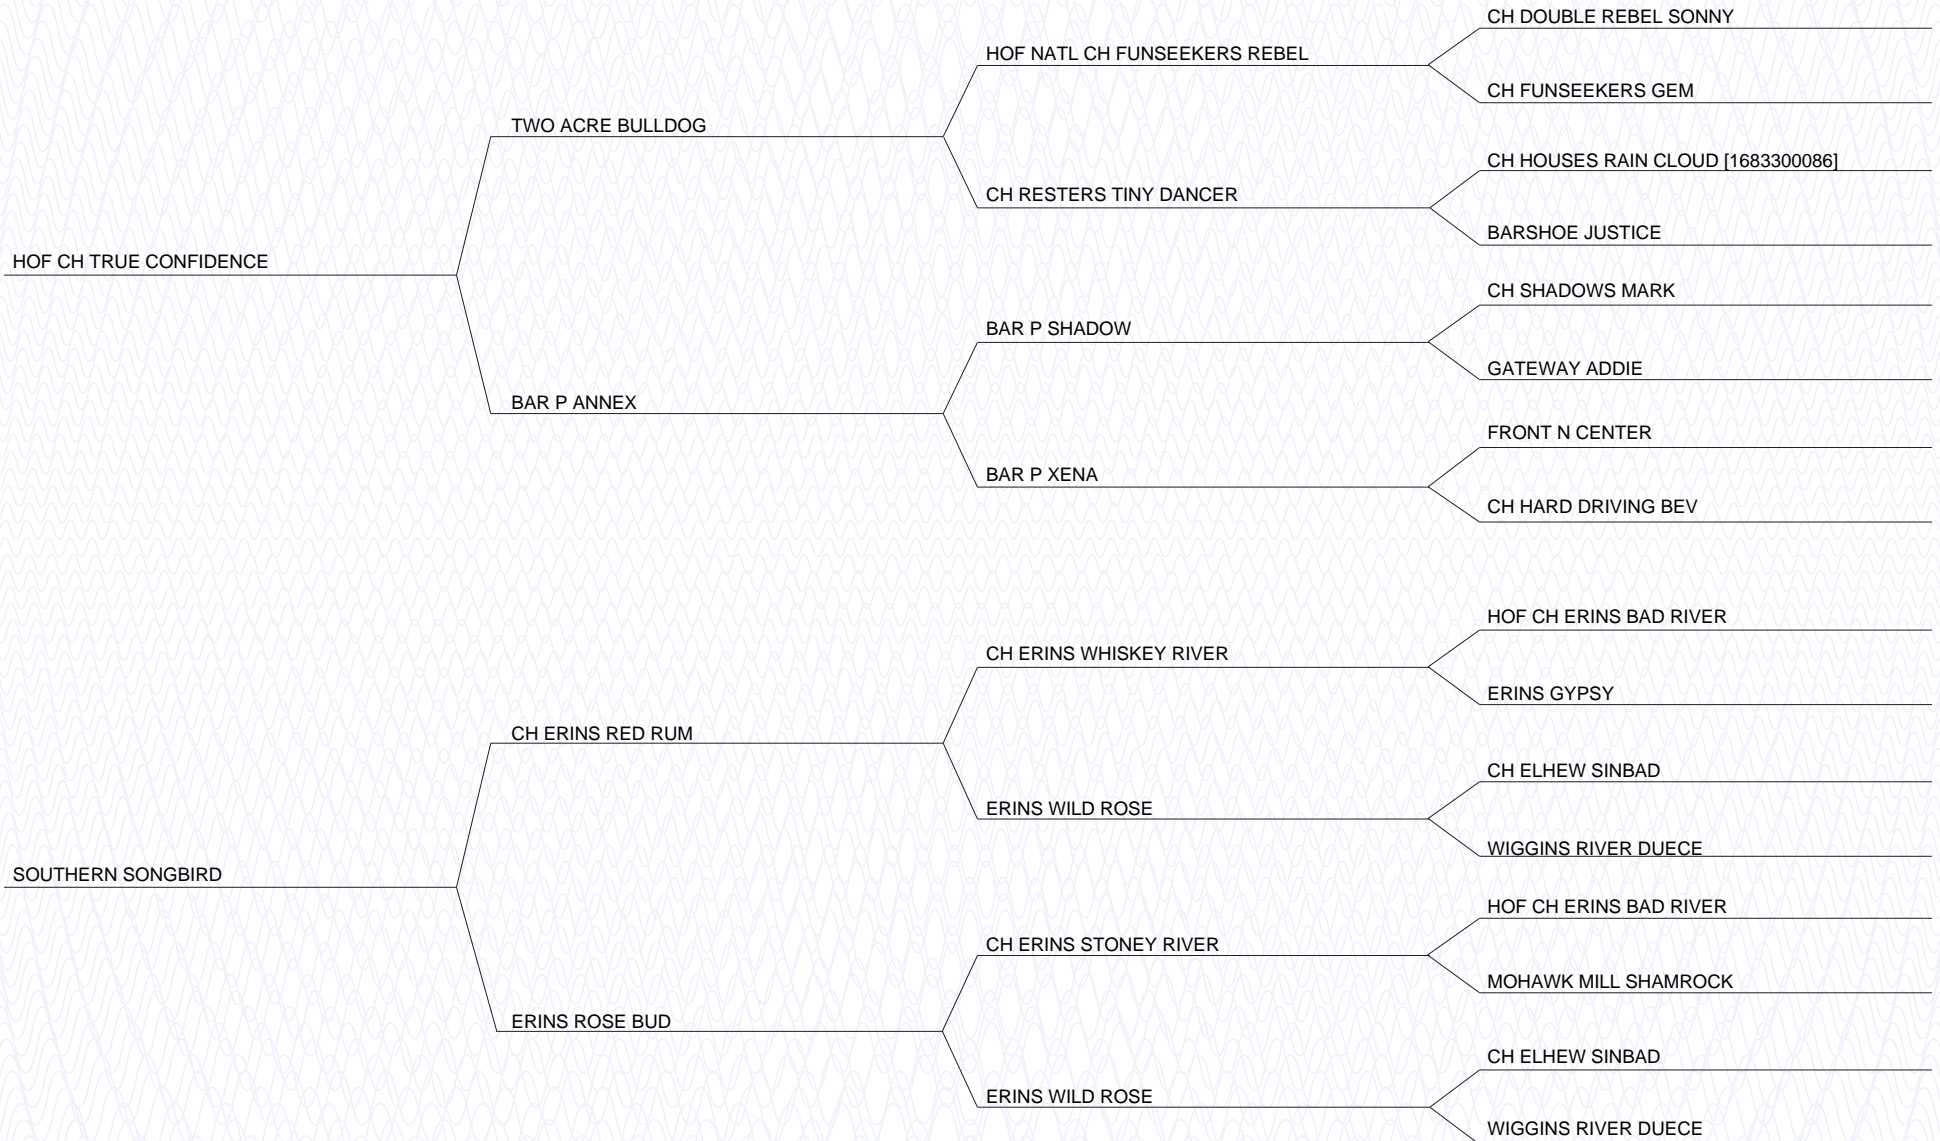 CH DOUBLE REBEL SONNY
HOF NATL CH FUNSEEKERS REBEL
CH FUNSEEKERS GEM
TWO ACRE BULLDOG
CH HOUSES RAIN CLOUD [1683300086]
CH RESTERS TINY DANCER
BARSHOE JUSTICE
HOF CH TRUE CONFIDENCE
CH SHADOWS MARK
BAR P SHADOW
GATEWAY ADDIE
BAR P ANNEX
FRONT N CENTER
BAR P XENA
CH HARD DRIVING BEV
HOF CH ERINS BAD RIVER
CH ERINS WHISKEY RIVER
ERINS GYPSY
CH ERINS RED RUM
CH ELHEW SINBAD
ERINS WILD ROSE
WIGGINS RIVER DUECE
SOUTHERN SONGBIRD
HOF CH ERINS BAD RIVER
CH ERINS STONEY RIVER
MOHAWK MILL SHAMROCK
ERINS ROSE BUD
CH ELHEW SINBAD
ERINS WILD ROSE
WIGGINS RIVER DUECE